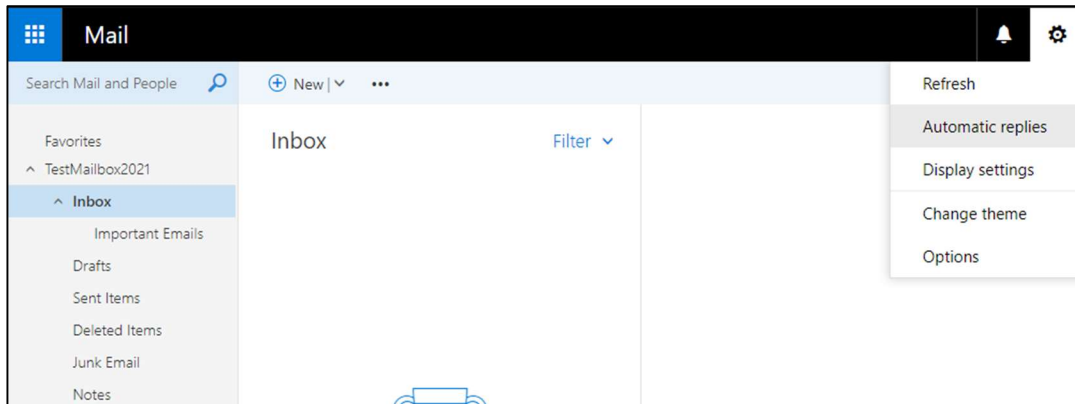 Mail
Search Mail and People
New
Refresh
Automatic replies
Display settings
Change theme
Options
Favorites
TestMailbox2021
Inbox
Important Emails
Drafts
Sent Items
Deleted Items
Junk Email
Notes
Inbox
Filter